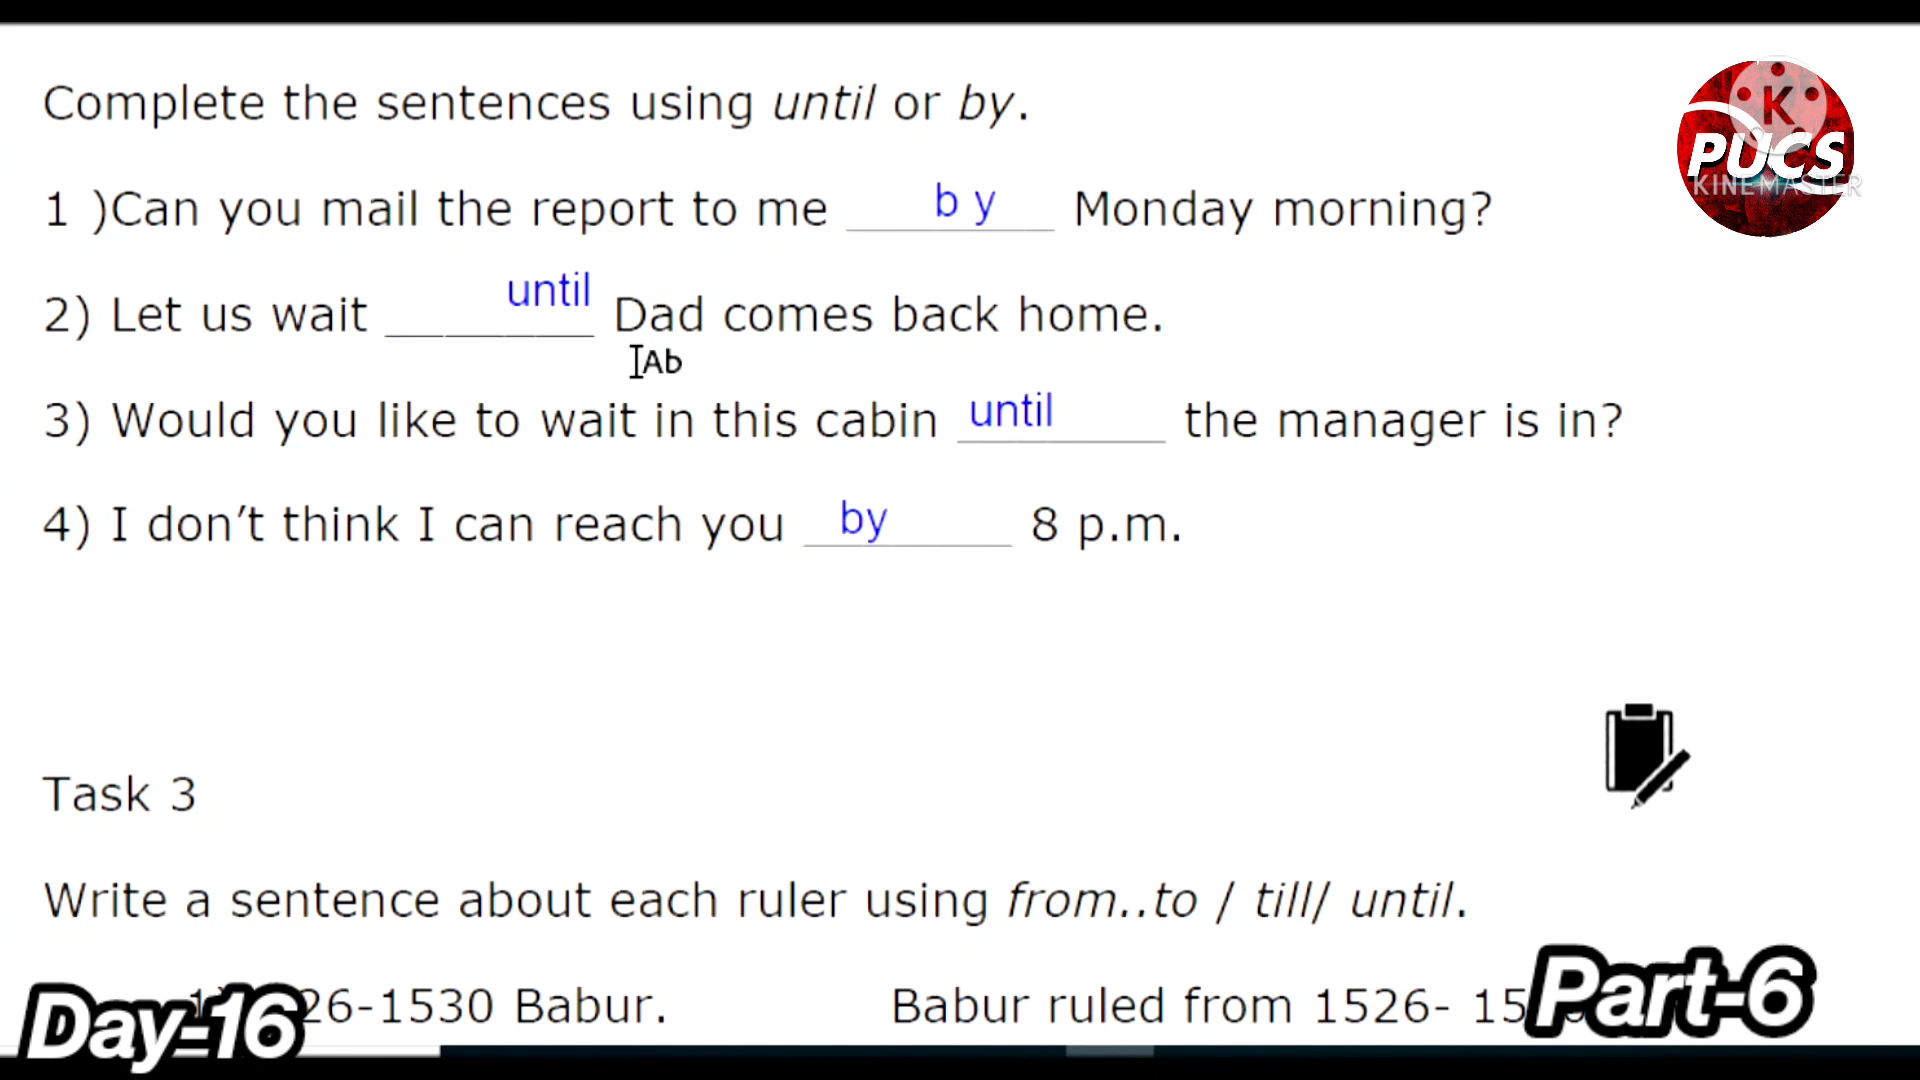 Complete the sentences using until or by.
K
PUCS
KINEMASTER
1 )Can you mail the report to me b y Monday morning?
2) Let us wait until Dad comes back home.
Ab
3) Would you like to wait in this cabin until the manager is in?
4) I don’t think I can reach you by 8 p.m.
Task 3
Write a sentence about each ruler using from..to / till/ until.
26-1530 Babur. Babur ruled from 1526- 15
Day-16 Part-6